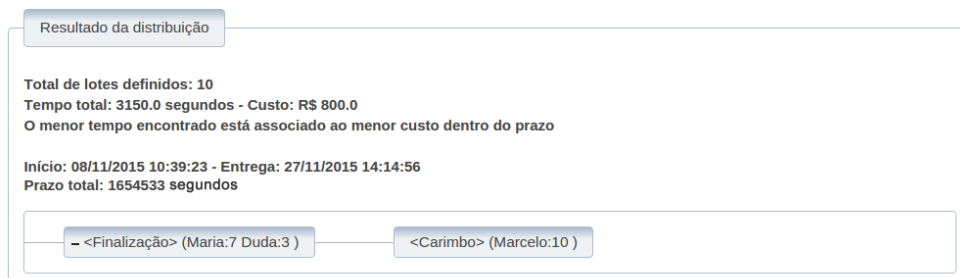 Resultado da distribuição
Total de lotes definidos: 10
Tempo total: 3150.0 segundos - Custo: R$ 800.0
O menor tempo encontrado está associado ao menor custo dentro do prazo
Início: 08/11/2015 10:39:23 - Entrega: 27/11/2015 14:14:56
Prazo total: 1654533 segundos
– <Finalização> (Maria:7 Duda:3 ) <Carimbo> (Marcelo:10 )